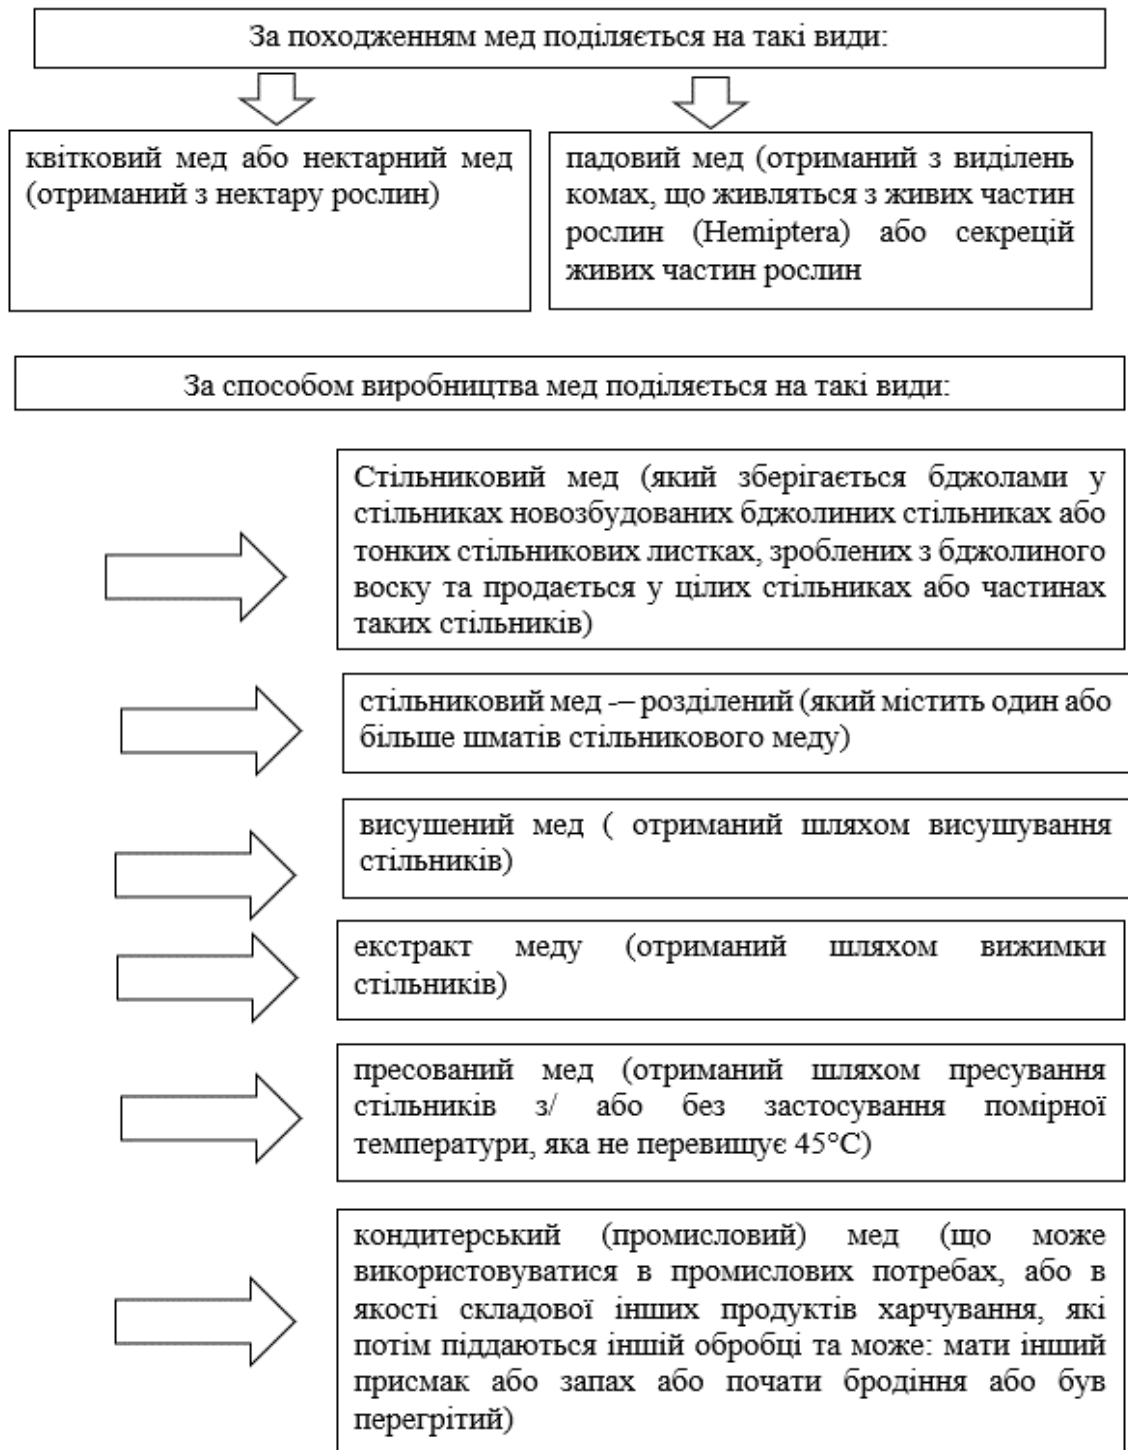 За походженням мед поділяється на такі види:
квітковий мед або нектарний мед
(отриманий з нектару рослин)
падовий мед (отриманий з виділень
комах, що живляться з живих частин
рослин (Hemiptera) або секрецій
живих частин рослин
За способом виробництва мед поділяється на такі види:
Стільниковий мед (який зберігається бджолами у
стільниках новозбудованих бджолиних стільниках або
тонких стільникових листках, зроблених з бджолиного
воску та продається у цілих стільниках або частинах
таких стільників)
стільниковий мед -– розділений (який містить один або
більше шматів стільникового меду)
висушений мед ( отриманий шляхом висушування
стільників)
екстракт меду (отриманий шляхом вижимки
стільників)
пресований мед (отриманий шляхом пресування
стільників з/ або без застосування помірної
температури, яка не перевищує 45°C)
кондитерський (промисловий) мед (що може
використовуватися в промислових потребах, або в
якості складової інших продуктів харчування, які
потім піддаються іншій обробці та може: мати інший
присмак або запах або почати бродіння або був
перегрітий)